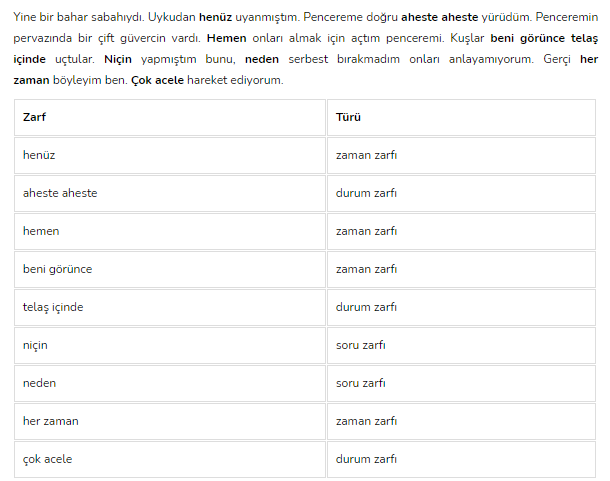 Yine bir bahar sabahıydı. Uykudan henüz uyanmıştım. Pencereme doğru aheste aheste yürüdüm. Penceremin
pervazında bir çift güvercin vardı. Hemen onları almak için açtım penceremi. Kuşlar beni görünce telaş
içinde uçtular. Niçin yapmıştım bunu, neden serbest bırakmadım onları anlayamıyorum. Gerçi her
zaman böyleyim ben. Çok acele hareket ediyorum.
Zarf Türü
henüz zaman zarfı
aheste aheste durum zarfı
hemen zaman zarfı
beni görünce zaman zarfı
telaş içinde durum zarfı
niçin soru zarfı
neden soru zarfı
her zaman zaman zarfı
çok acele durum zarfı